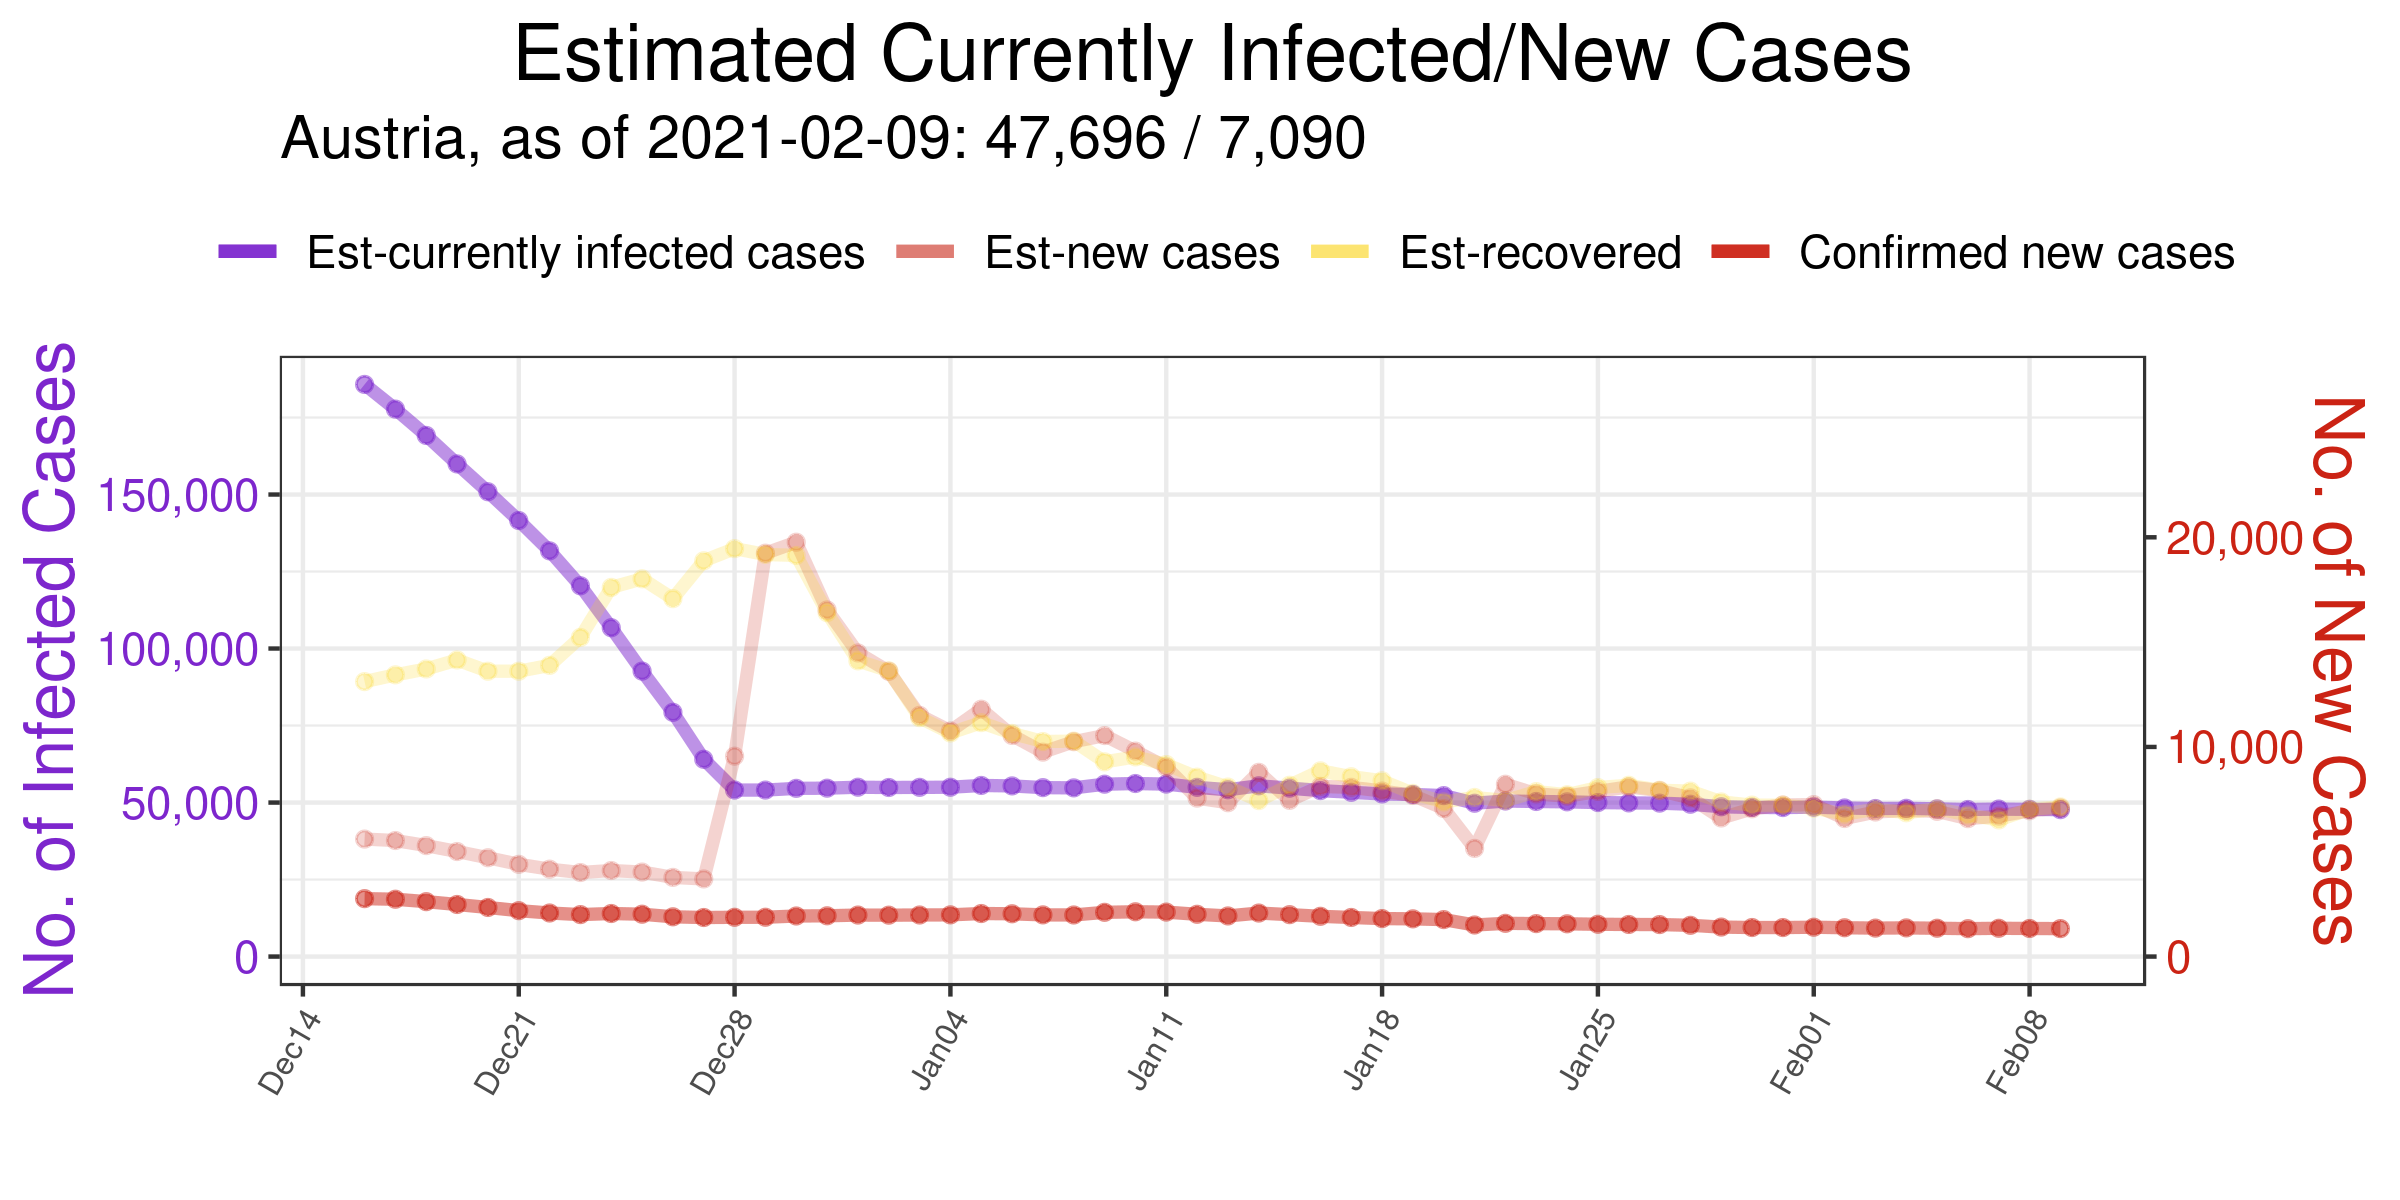 Estimated Currently Infected/New Cases
Austria, as of 2021-02-09: 47,696 / 7,090
Est-currently infected cases Est-new cases Est-recovered Confirmed new cases
No. of Infected Cases
150,000
100,000
50,000
0
20,000
10,000
0
No. of New Cases
Dec14 Dec21 Dec28 Jan04 Jan11 Jan18 Jan25 Feb01 Feb08